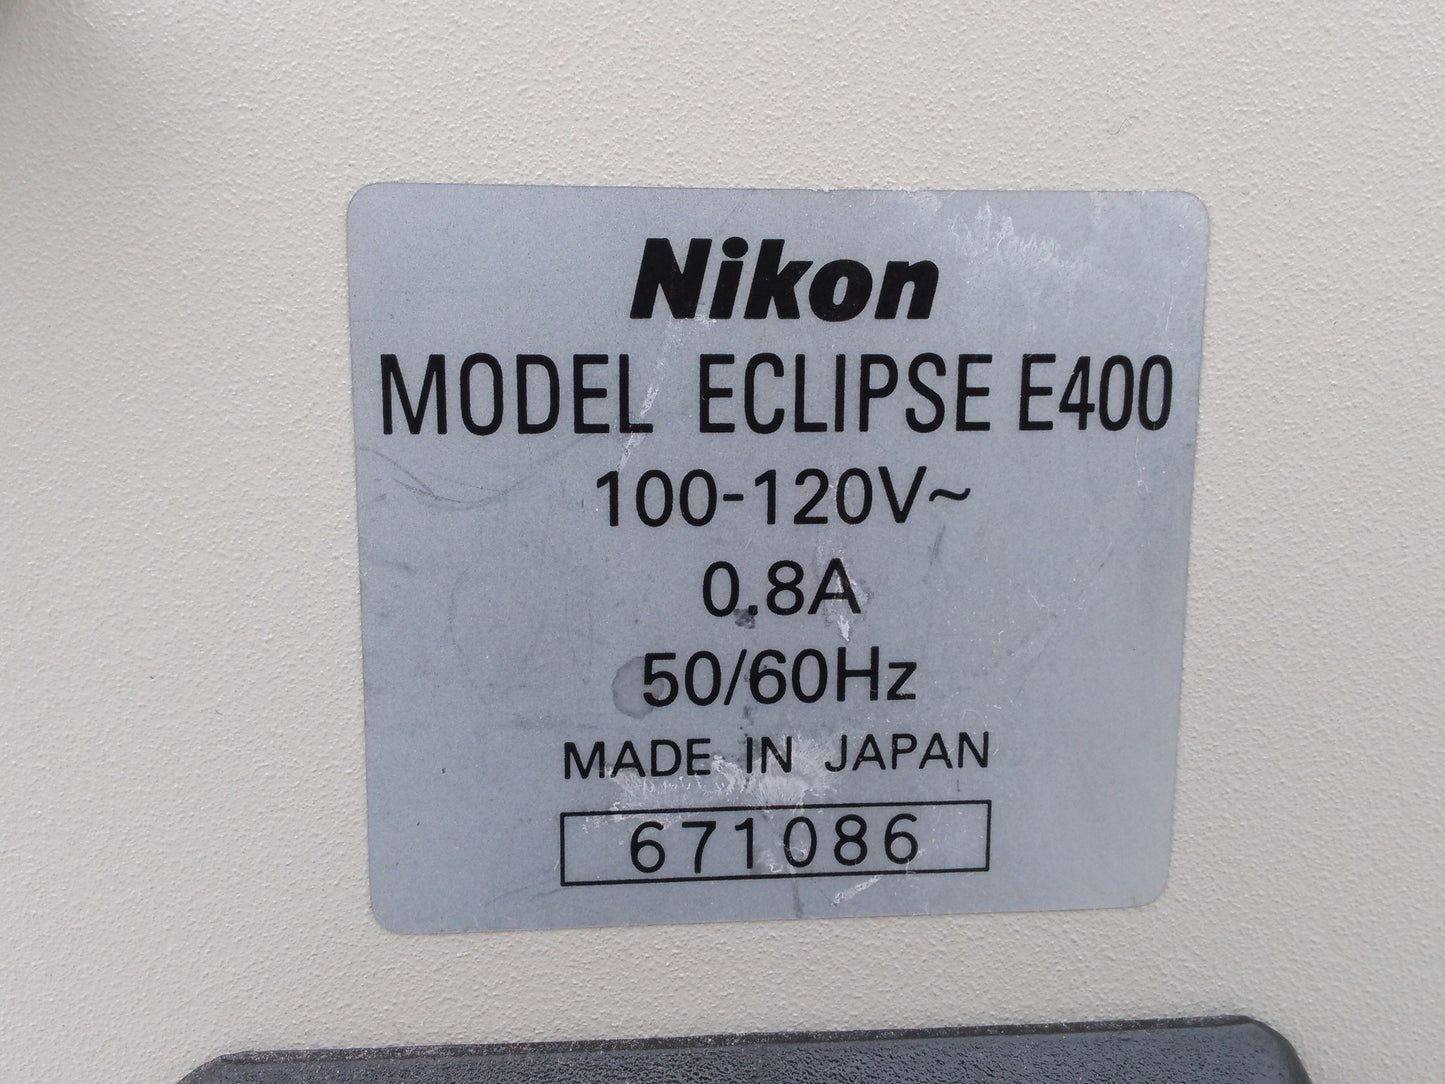 Nikon
MODEL ECLIPSE E400
100-120V~
0.8A
50/60Hz
MADE IN JAPAN
671086